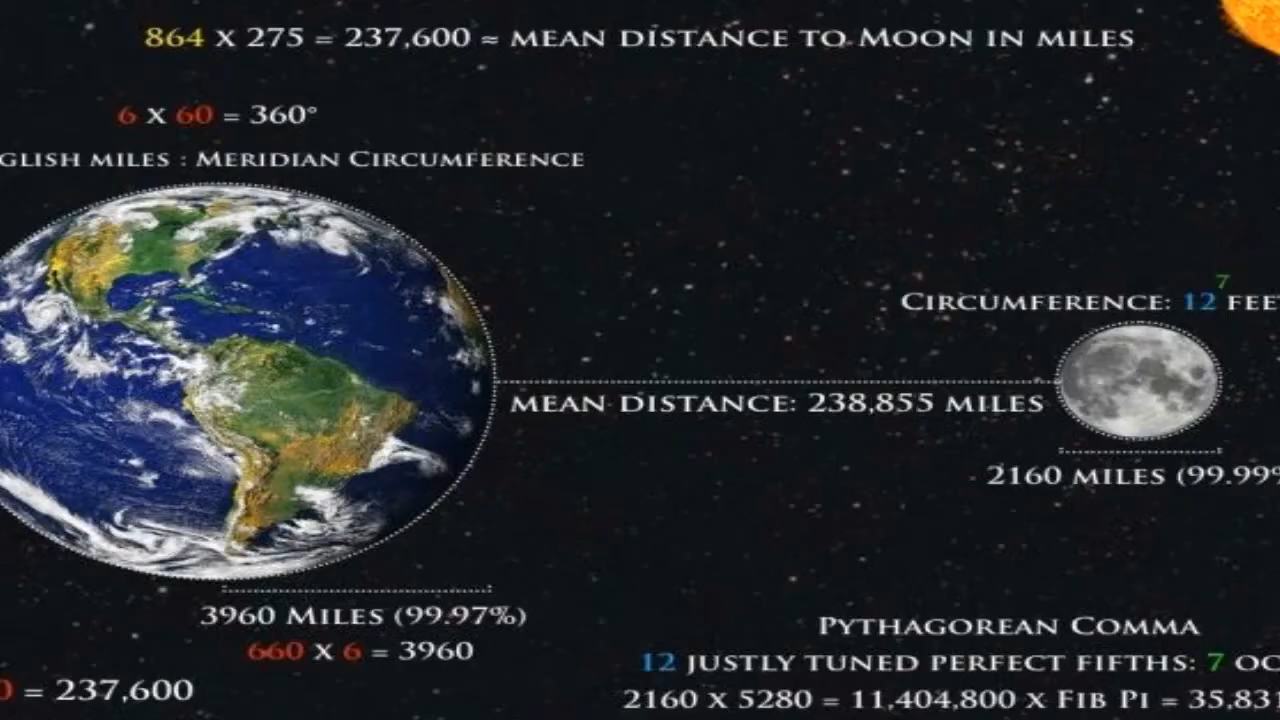 864 X 275 = 237,600 ≈ MEAN DISTANCE TO MOON IN MILES
6 X 60 = 360°
GLISH MILES : MERIDIAN CIRCUMFERENCE
7
CIRCUMFERENCE: 12 FEE
MEAN DISTANCE: 238,855 MILES
2160 MILES (99.99%
3960 MILES (99.97%)
660 X 6 = 3960
0 = 237,600
PYTHAGOREAN COMMA
12 JUSTLY TUNED PERFECT FIFTHS: 7 OC
2160 X 5280 = 11,404,800 X FIB PI = 35,831